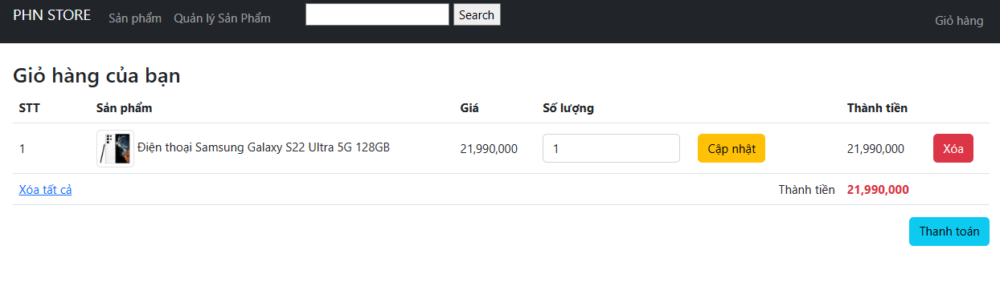 PHN STORE Sản phẩm Quản lý Sản Phẩm Search Giỏ hàng
Giỏ hàng của bạn
STT Sản phẩm Giá Số lượng Thành tiền
1 Điện thoại Samsung Galaxy S22 Ultra 5G 128GB 21,990,000 1 Cập nhật 21,990,000 Xóa
Xóa tất cả Thành tiền 21,990,000
Thanh toán